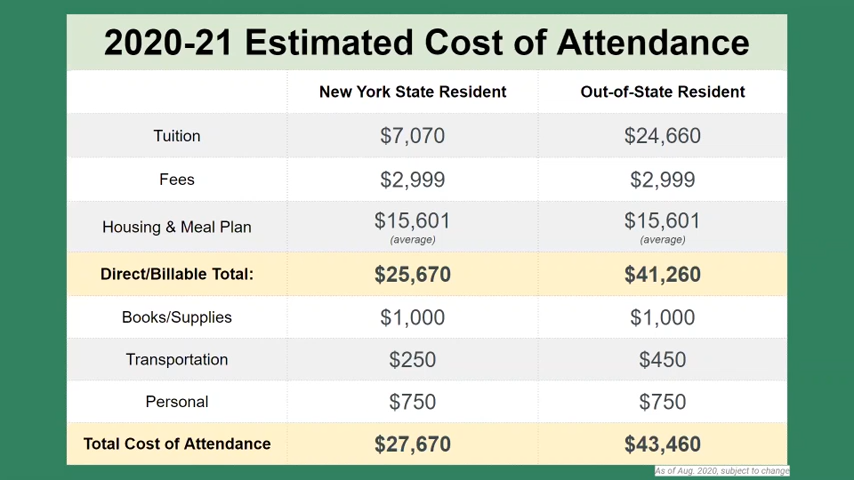 2020-21 Estimated Cost of Attendance
New York State Resident Out-of-State Resident
Tuition $7,070 $24,660
Fees $2,999 $2,999
Housing & Meal Plan $15,601 $15,601
(average) (average)
Direct/Billable Total: $25,670 $41,260
Books/Supplies $1,000 $1,000
Transportation $250 $450
Personal $750 $750
Total Cost of Attendance $27,670 $43,460
As of Aug. 2020, subject to change